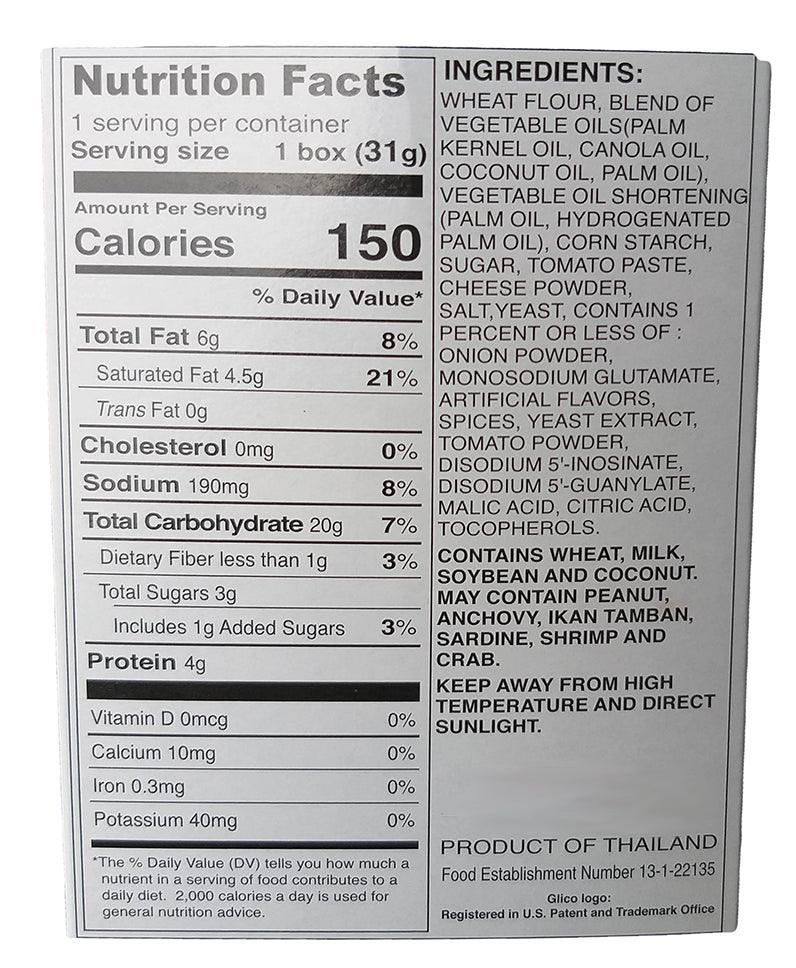 Nutrition Facts
1 serving per container
Serving size 1 box (31g)
Amount Per Serving
Calories 150
% Daily Value*
Total Fat 6g 8%
Saturated Fat 4.5g 21%
Trans Fat 0g
Cholesterol 0mg 0%
Sodium 190mg 8%
Total Carbohydrate 20g 7%
Dietary Fiber less than 1g 3%
Total Sugars 3g
Includes 1g Added Sugars 3%
Protein 4g
Vitamin D 0mcg 0%
Calcium 10mg 0%
Iron 0.3mg 0%
Potassium 40mg 0%
*The % Daily Value (DV) tells you how much a
nutrient in a serving of food contributes to a
daily diet. 2,000 calories a day is used for
general nutrition advice.
INGREDIENTS:
WHEAT FLOUR, BLEND OF
VEGETABLE OILS(PALM
KERNEL OIL, CANOLA OIL,
COCONUT OIL, PALM OIL),
VEGETABLE OIL SHORTENING
(PALM OIL, HYDROGENATED
PALM OIL), CORN STARCH,
SUGAR, TOMATO PASTE,
CHEESE POWDER,
SALT,YEAST, CONTAINS 1
PERCENT OR LESS OF :
ONION POWDER,
MONOSODIUM GLUTAMATE,
ARTIFICIAL FLAVORS,
SPICES, YEAST EXTRACT,
TOMATO POWDER,
DISODIUM 5'-INOSINATE,
DISODIUM 5'-GUANYLATE,
MALIC ACID, CITRIC ACID,
TOCOPHEROLS.
CONTAINS WHEAT, MILK,
SOYBEAN AND COCONUT.
MAY CONTAIN PEANUT,
ANCHOVY, IKAN TAMBAN,
SARDINE, SHRIMP AND
CRAB.
KEEP AWAY FROM HIGH
TEMPERATURE AND DIRECT
SUNLIGHT.
PRODUCT OF THAILAND
Food Establishment Number 13-1-22135
Glico logo:
Registered in U.S. Patent and Trademark Office